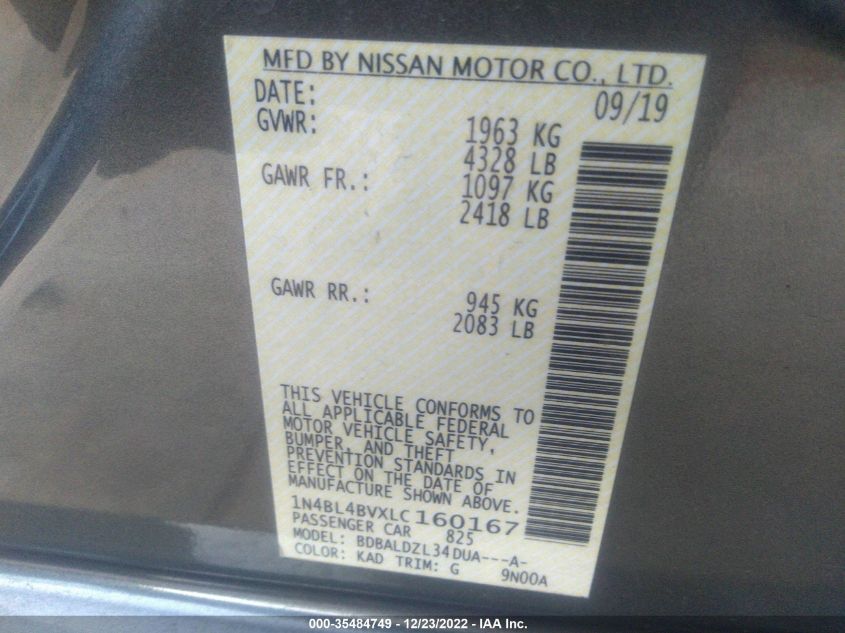 MFD BY NISSAN MOTOR CO., LTD.
DATE: 09/19
GVWR: 1963 KG
4328 LB
GAWR FR.: 1097 KG
2418 LB
GAWR RR.: 945 KG
2083 LB
THIS VEHICLE CONFORMS TO
ALL APPLICABLE FEDERAL
MOTOR VEHICLE SAFETY,
BUMPER, AND THEFT
PREVENTION STANDARDS IN
EFFECT ON THE DATE OF
MANUFACTURE SHOWN ABOVE.
1N4BL4BVXLC160167
PASSENGER CAR 825
MODEL: BDBALDZL34DUA---A-
COLOR: KAD TRIM: G 9N00A
000-35484749 - 12/23/2022 - IAA Inc.